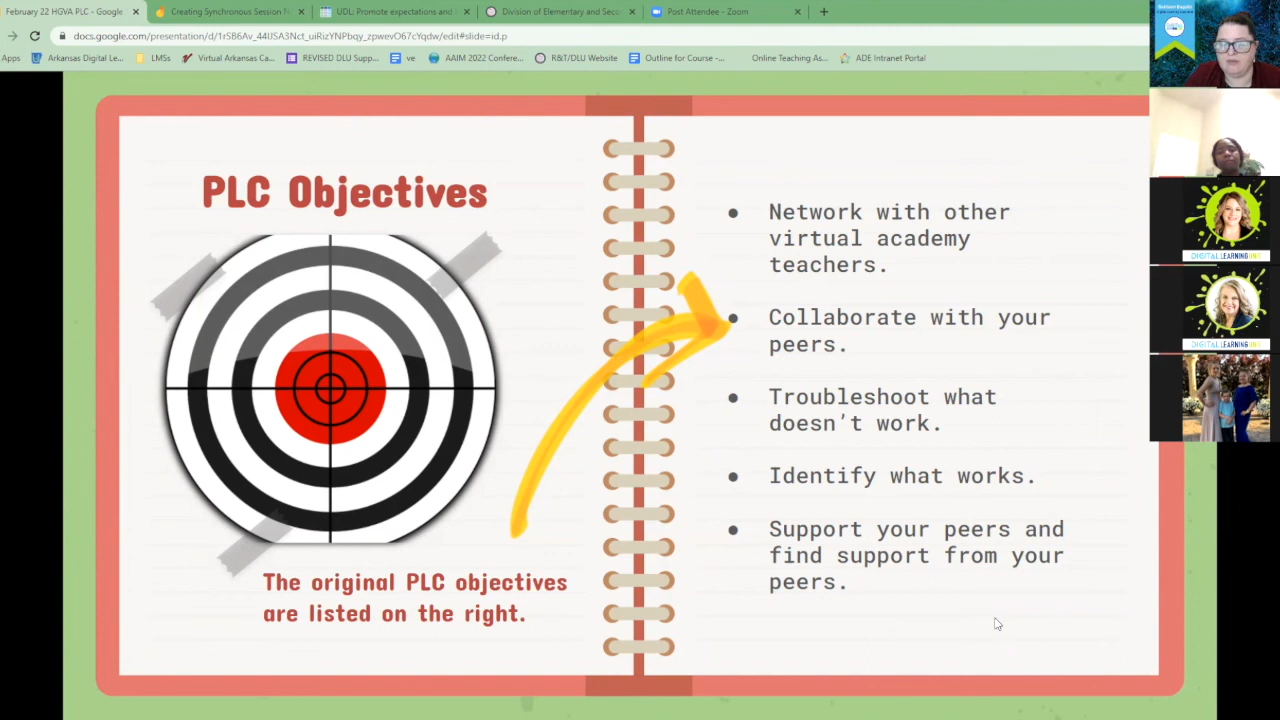 February 22 HGVA PLC - Google
Creating Synchronous Session N
UDL: Promote expectations and
Division of Elementary and Seco
Post Attendee - Zoom
docs.google.com/presentation/d/1rSB6Av_44USA3Nct_uiRizYNPbqy_zpwevO67cYqdw/edit#slide=id.p
Apps
Arkansas Digital Le...
LMSs
Virtual Arkansas Ca...
REVISED DLU Supp...
ve
AAIM 2022 Confere...
R&T/DLU Website
Outline for Course -...
Online Teaching As...
ADE Intranet Portal
PLC Objectives
The original PLC objectives
are listed on the right.
● Network with other
virtual academy
teachers.
● Collaborate with your
peers.
● Troubleshoot what
doesn't work.
● Identify what works.
● Support your peers and
find support from your
peers.
DIGITAL LEARNING
DIGITAL LEARNING